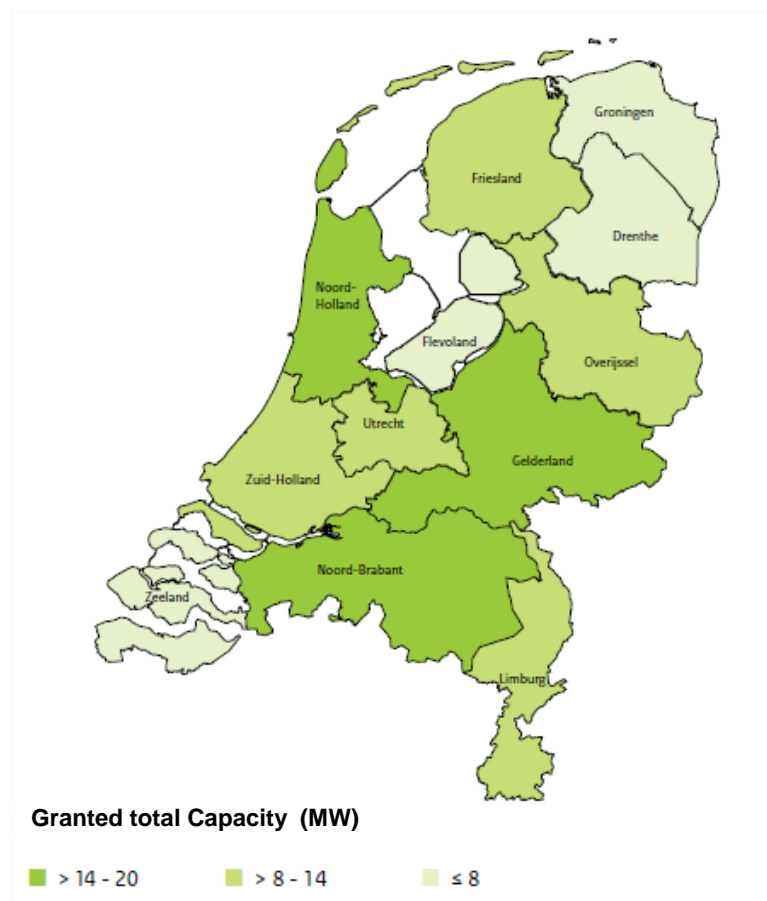 Groningen
Friesland
Drenthe
Noord-
Holland
Flevoland
Overijssel
Utrecht
Gelderland
Zuid-Holland
Noord-Brabant
Zeeland
Limburg
Granted total Capacity (MW)
> 14 - 20
> 8 - 14
≤ 8